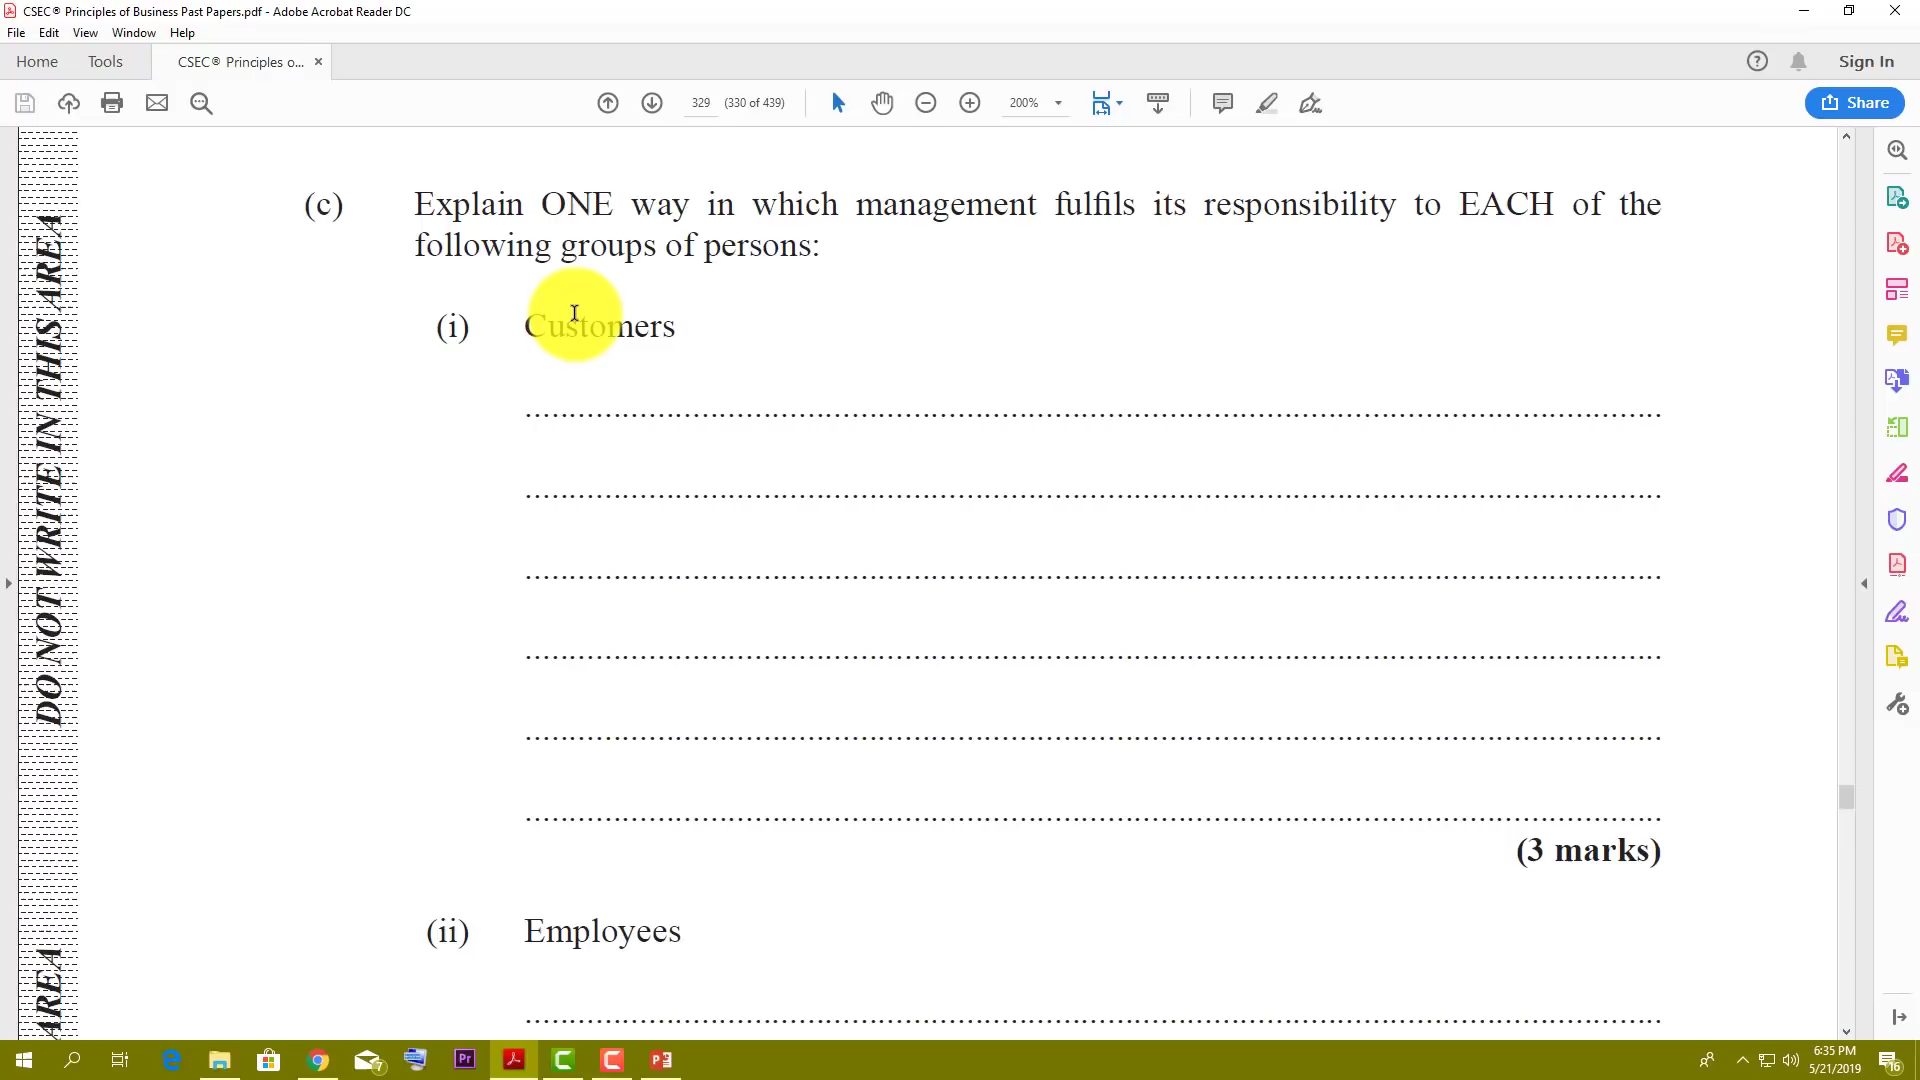 CSEC® Principles of Business Past Papers.pdf - Adobe Acrobat Reader DC
File Edit View Window Help
Home Tools CSEC® Principles o... × Sign In
329 (330 of 439) 200% Share
(c) Explain ONE way in which management fulfils its responsibility to EACH of the
following groups of persons:
(i) Customers
..........................................................................................................................................
..........................................................................................................................................
..........................................................................................................................................
..........................................................................................................................................
..........................................................................................................................................
..........................................................................................................................................
(3 marks)
(ii) Employees
..........................................................................................................................................
DO NOT WRITE IN THIS AREA
AREA
7
Pr
6:35 PM
5/21/2019
16